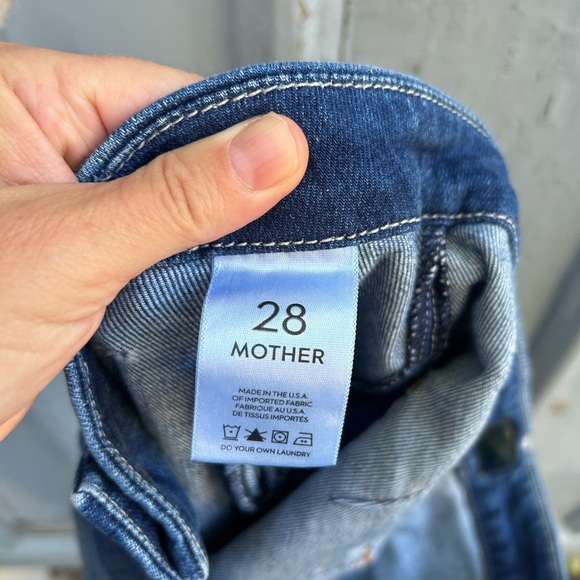 28
MOTHER
MADE IN THE U.S.A.
OF IMPORTED FABRIC
FABRIQUE AU U.S.A.
DE TISSUS IMPORTÉS
DO YOUR OWN LAUNDRY